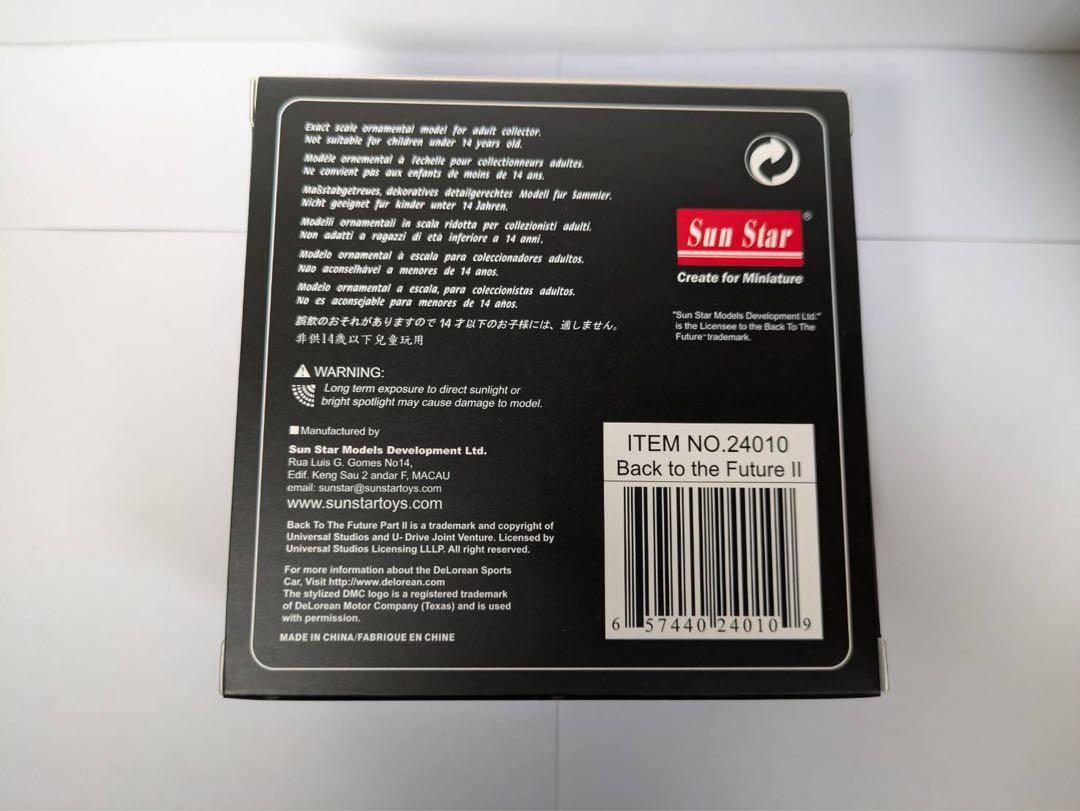 Exact scale ornamental model for adult collector.
Not suitable for children under 14 years old.
Modèle ornemental à l'echelle pour collectionneurs adultes.
Ne convient pas aux enfants de moins de 14 ans.
Maßstabgetreues, dekoratives detailgerechtes Modell fur Sammler.
Nicht geeignet für kinder unter 14 Jahren.
Modelli ornamentali in scala ridotta per collezionisti adulti.
Non adatti a ragazzi di età inferiore a 14 anni.
Modelo ornamental à escala para coleccionadores adultos.
Não aconselhável a menores de 14 anos.
Modelo ornamental a escala, para coleccionistas adultos.
No es aconsejable para menores de 14 años.
誤飲のおそれがありますので 14 才以下のお子様には、適しません。
非供14歲以下兒童玩用
WARNING:
Long term exposure to direct sunlight or
bright spotlight may cause damage to model.
Manufactured by
Sun Star Models Development Ltd.
Rua Luis G. Gomes No14,
Edif. Keng Sau 2 andar F, MACAU
email: sunstar@sunstartoys.com
www.sunstartoys.com
Back To The Future Part II is a trademark and copyright of
Universal Studios and U- Drive Joint Venture. Licensed by
Universal Studios Licensing LLLP. All right reserved.
For more information about the DeLorean Sports
Car, Visit http://www.delorean.com
The stylized DMC logo is a registered trademark
of DeLorean Motor Company (Texas) and is used
with permission.
MADE IN CHINA/FABRIQUE EN CHINE
Sun Star®
Create for Miniature
"Sun Star Models Development Ltd."
is the Licensee to the Back To The
Future™ trademark.
ITEM NO.24010
Back to the Future II
6 57440 24010 9